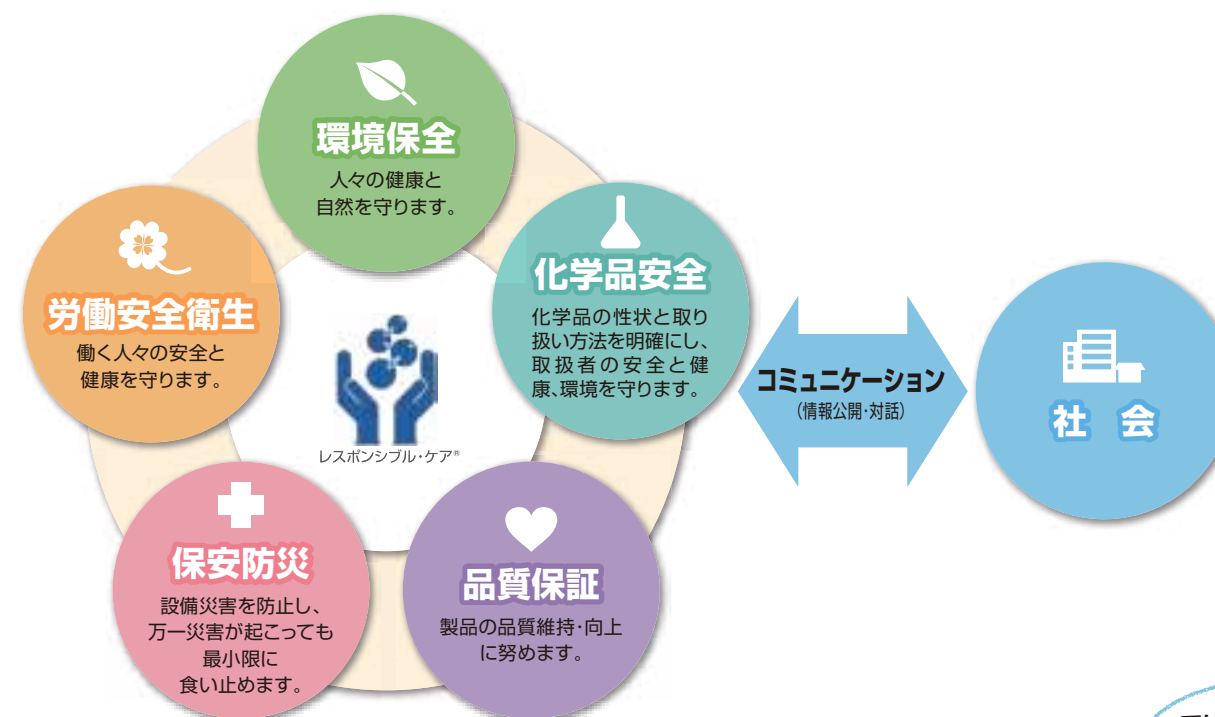 環境保全
人々の健康と
自然を守ります。
労働安全衛生
働く人々の安全と
健康を守ります。
化学品安全
化学品の性状と取り
扱い方法を明確にし、
取扱者の安全と健
康、環境を守ります。
レスポンシブル・ケア®
コミュニケーション
(情報公開・対話)
社 会
保安防災
設備災害を防止し、
万一災害が起こっても
最小限に
食い止めます。
品質保証
製品の品質維持・向上
に努めます。